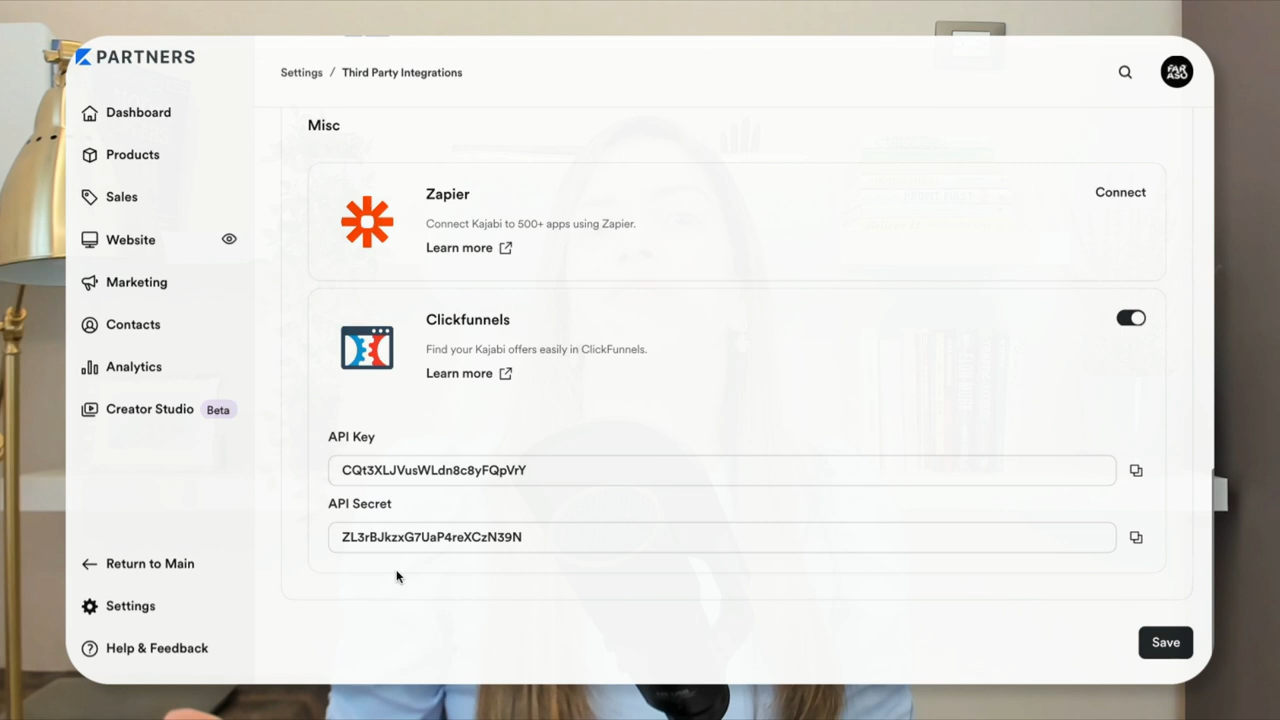 PARTNERS
Settings / Third Party Integrations
FAR
ASO
Dashboard
Products
Sales
Website
Marketing
Contacts
Analytics
Creator Studio Beta
Return to Main
Settings
Help & Feedback
Misc
Zapier
Connect
Connect Kajabi to 500+ apps using Zapier.
Learn more
Clickfunnels
Find your Kajabi offers easily in ClickFunnels.
Learn more
API Key
CQt3XLJVusWLdn8c8yFQpVrY
API Secret
ZL3rBJkzxG7UaP4reXCzN39N
Save